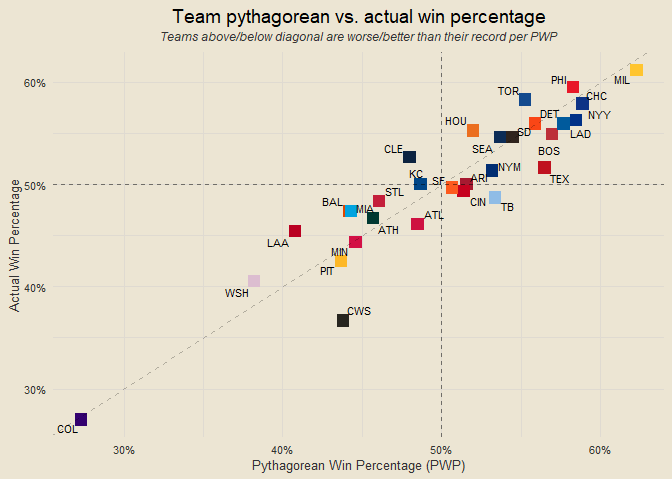 Team pythagorean vs. actual win percentage
Teams above/below diagonal are worse/better than their record per PWP
60%
50%
40%
30%
Actual Win Percentage
PHI
MIL
TOR
CHC
DET
NYY
HOU
SD
LAD
SEA
BOS
CLE
NYM
TEX
KC
SF
ARI
STL
CIN
TB
BAL
MIA
ATL
ATH
LAA
MIN
PIT
WSH
CWS
COL
30%
40%
50%
60%
Pythagorean Win Percentage (PWP)